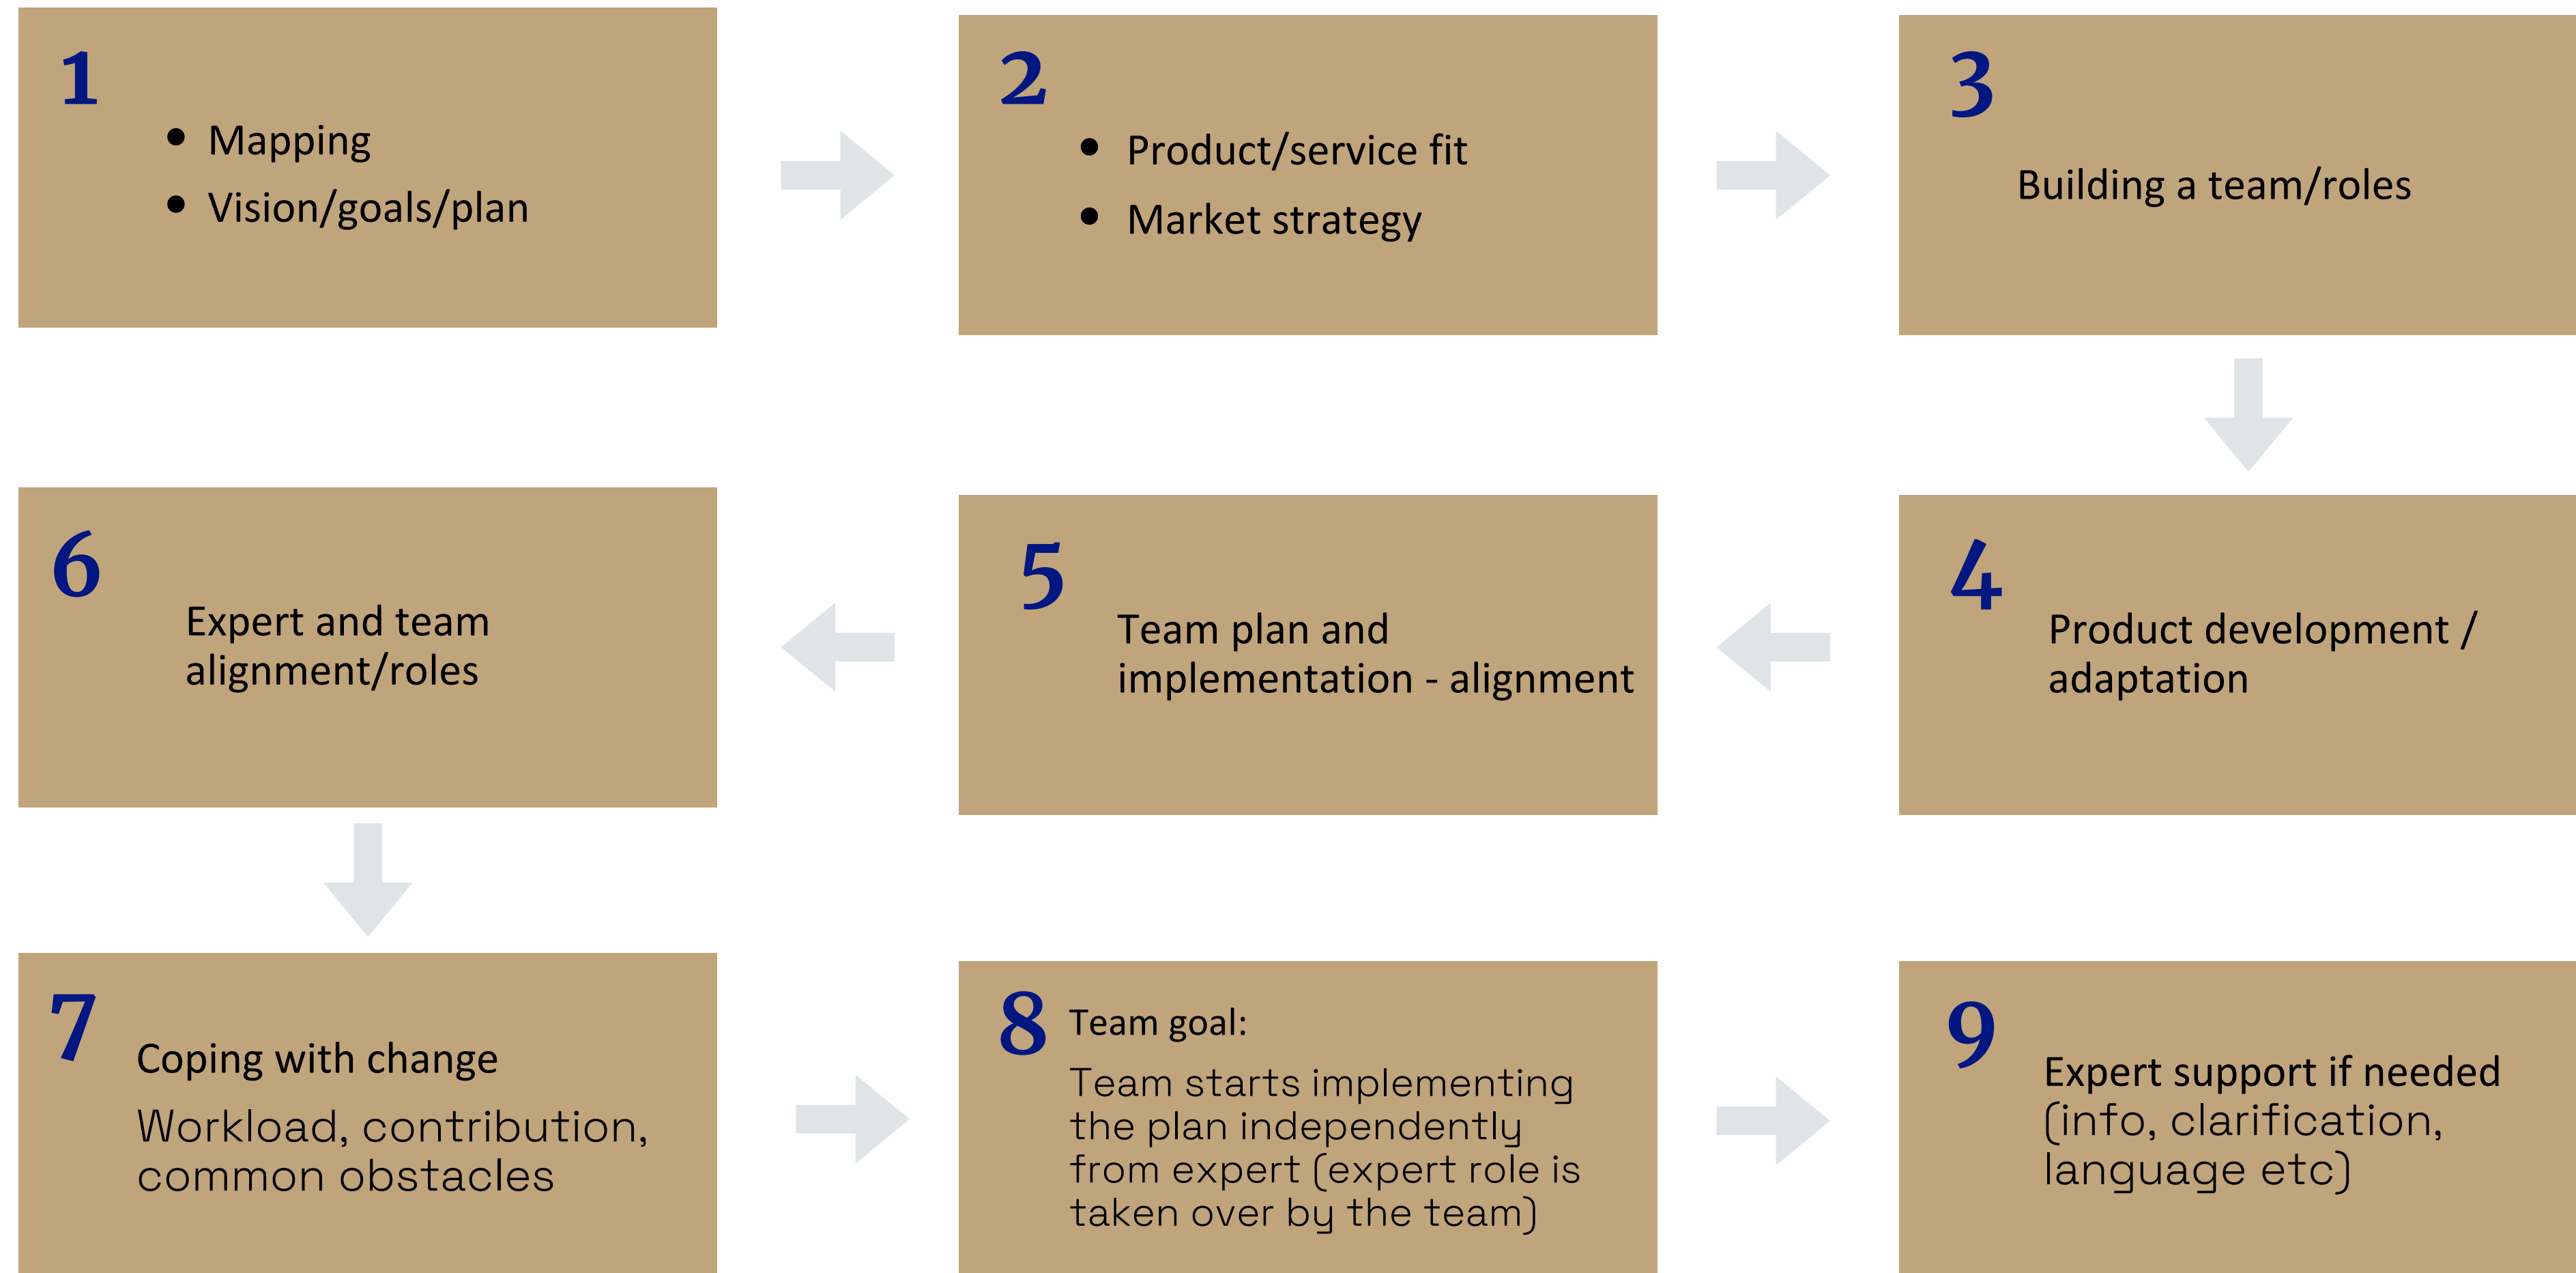 1
• Mapping
• Vision/goals/plan
2
• Product/service fit
• Market strategy
3
Building a team/roles
4
Product development /
adaptation
5
Team plan and
implementation - alignment
6
Expert and team
alignment/roles
7
Coping with change
Workload, contribution,
common obstacles
8
Team goal:
Team starts implementing
the plan independently
from expert (expert role is
taken over by the team)
9
Expert support if needed
(info, clarification,
language etc)